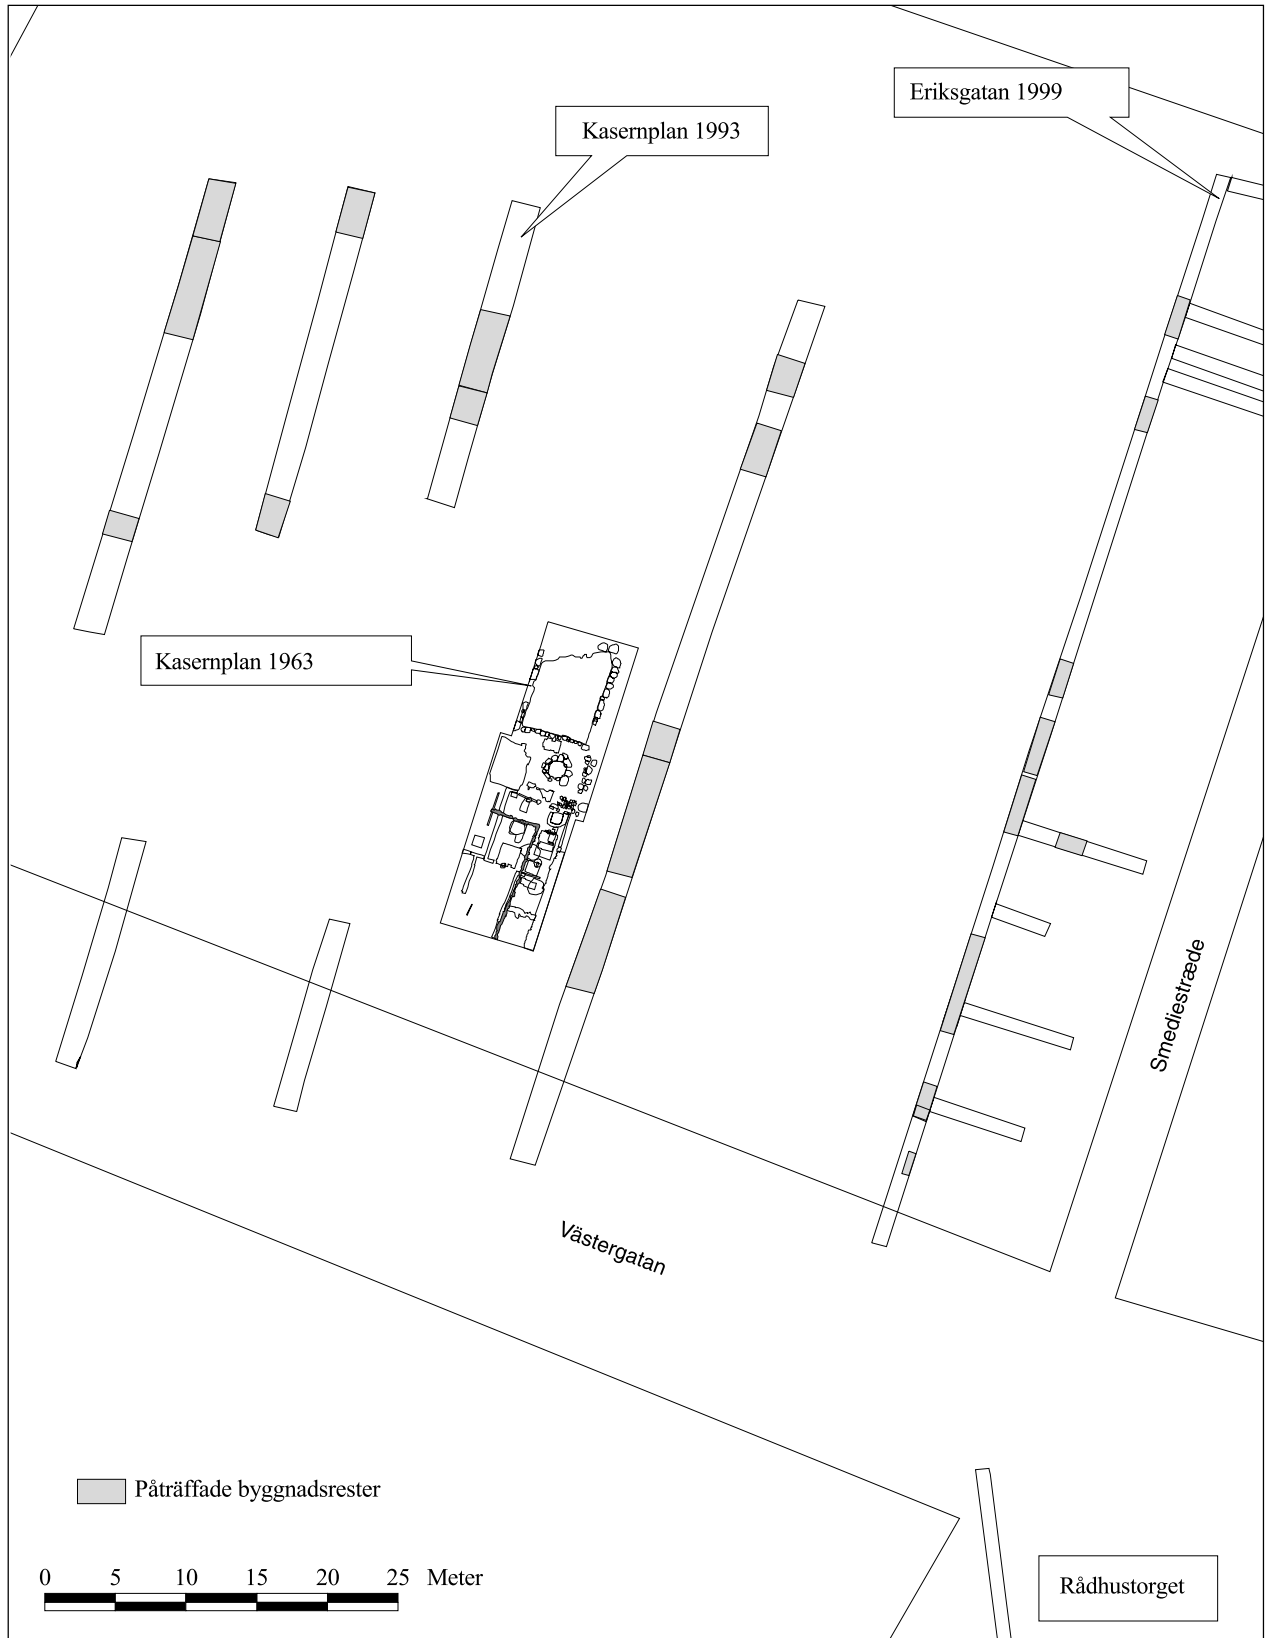 Eriksgatan 1999
Kasernplan 1993
Kasernplan 1963
Smediestræde
Västergatan
Påträffade byggnadsrester
0 5 10 15 20 25 Meter
Rådhustorget